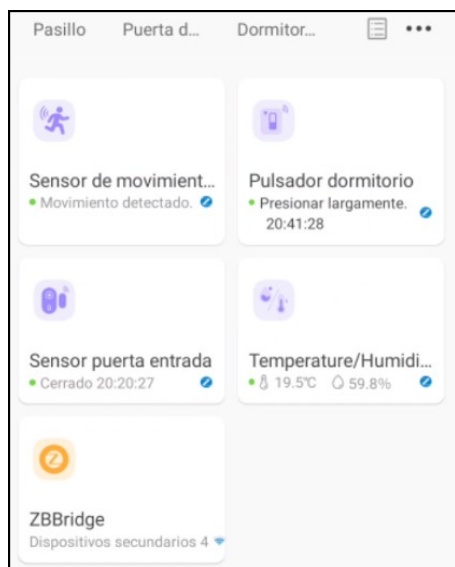 Pasillo Puerta d... Dormitor...
Sensor de movimient...
Movimiento detectado.
Pulsador dormitorio
Presionar largamente.
20:41:28
Sensor puerta entrada
Cerrado 20:20:27
Temperature/Humidi...
19.5°C 59.8%
ZBBridge
Dispositivos secundarios 4